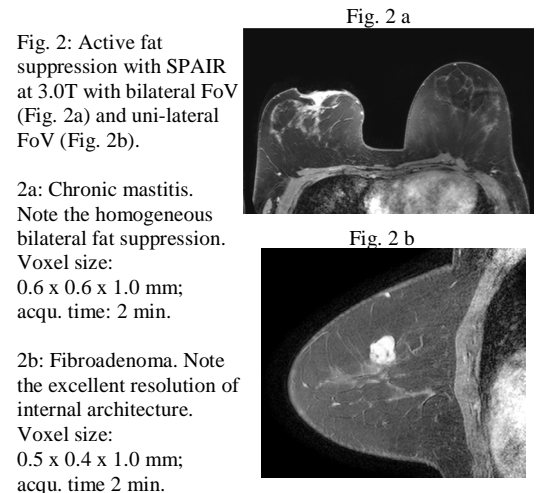 Fig. 2: Active fat
suppression with SPAIR
at 3.0T with bilateral FoV
(Fig. 2a) and uni-lateral
FoV (Fig. 2b).
2a: Chronic mastitis.
Note the homogeneous
bilateral fat suppression.
Voxel size:
0.6 x 0.6 x 1.0 mm;
acqu. time: 2 min.
2b: Fibroadenoma. Note
the excellent resolution of
internal architecture.
Voxel size:
0.5 x 0.4 x 1.0 mm;
acqu. time 2 min.
Fig. 2 a
Fig. 2 b